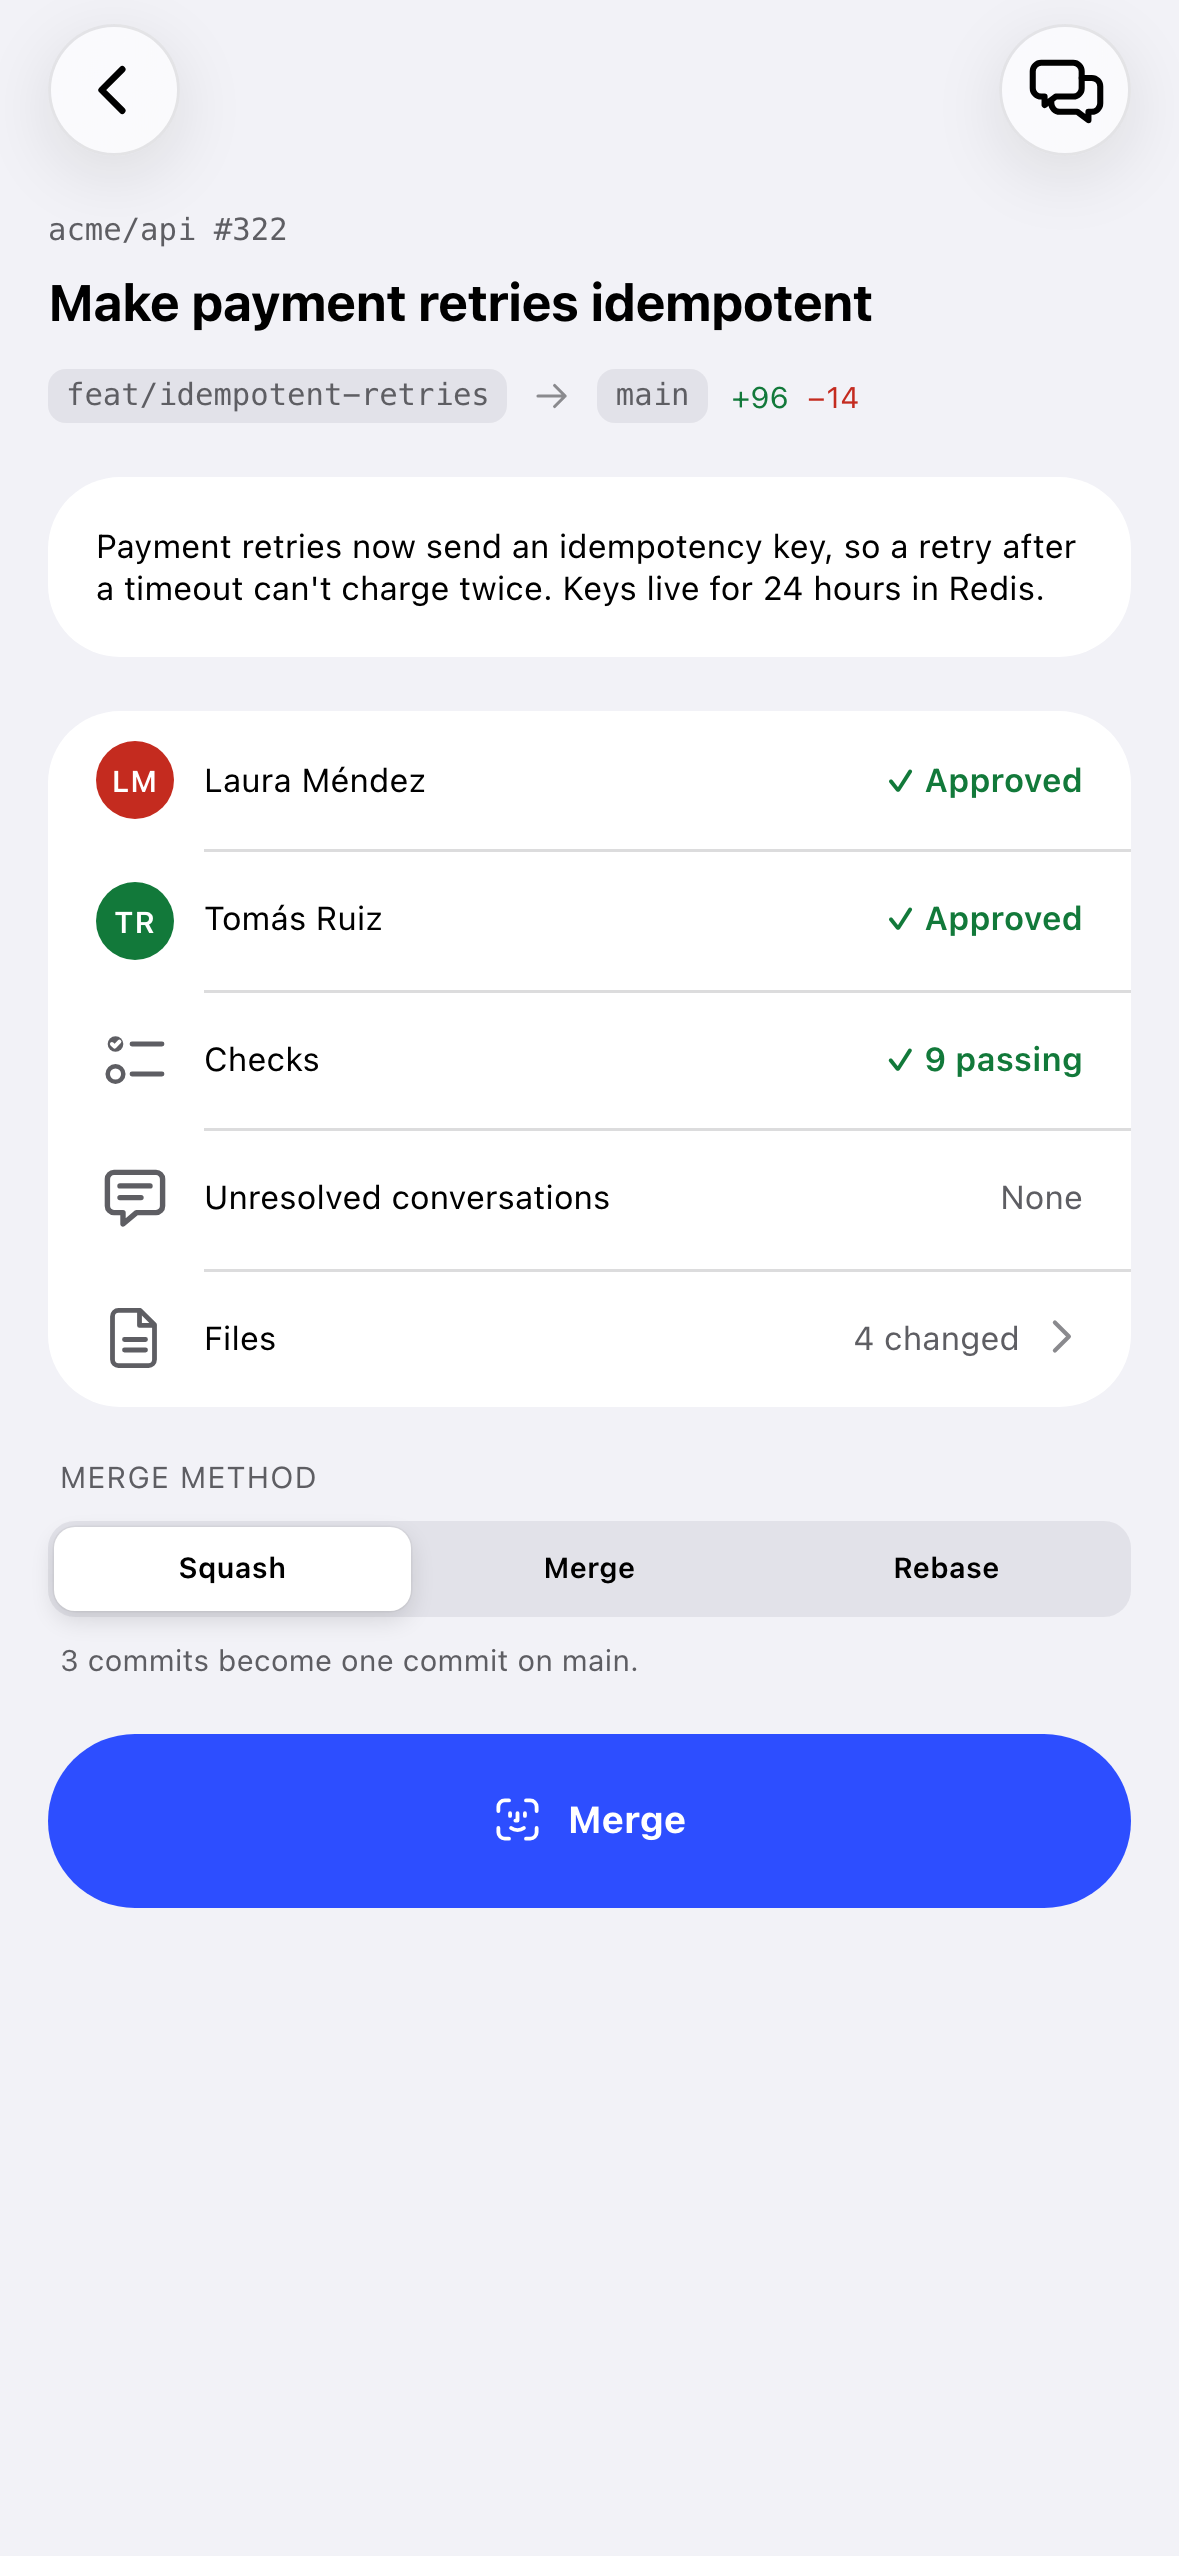 acme/api #322
Make payment retries idempotent
feat/idempotent-retries → main +96 −14
Payment retries now send an idempotency key, so a retry after
a timeout can't charge twice. Keys live for 24 hours in Redis.
LM Laura Méndez ✓ Approved
TR Tomás Ruiz ✓ Approved
Checks ✓ 9 passing
Unresolved conversations None
Files 4 changed
MERGE METHOD
Squash Merge Rebase
3 commits become one commit on main.
Merge